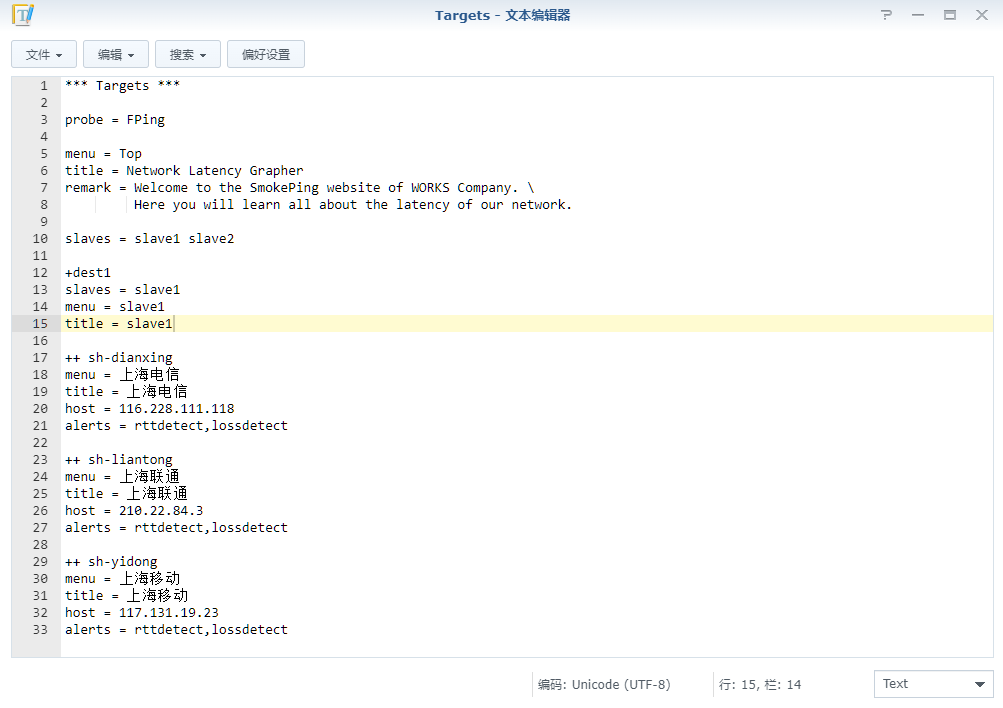 Targets - 文本编辑器
文件 编辑 搜索 偏好设置
1 *** Targets ***
2
3 probe = FPing
4
5 menu = Top
6 title = Network Latency Grapher
7 remark = Welcome to the SmokePing website of WORKS Company. \
8 Here you will learn all about the latency of our network.
9
10 slaves = slave1 slave2
11
12 +dest1
13 slaves = slave1
14 menu = slave1
15 title = slave1
16
17 ++ sh-dianxing
18 menu = 上海电信
19 title = 上海电信
20 host = 116.228.111.118
21 alerts = rttdetect,lossdetect
22
23 ++ sh-liantong
24 menu = 上海联通
25 title = 上海联通
26 host = 210.22.84.3
27 alerts = rttdetect,lossdetect
28
29 ++ sh-yidong
30 menu = 上海移动
31 title = 上海移动
32 host = 117.131.19.23
33 alerts = rttdetect,lossdetect
编码: Unicode (UTF-8) 行: 15, 栏: 14 Text